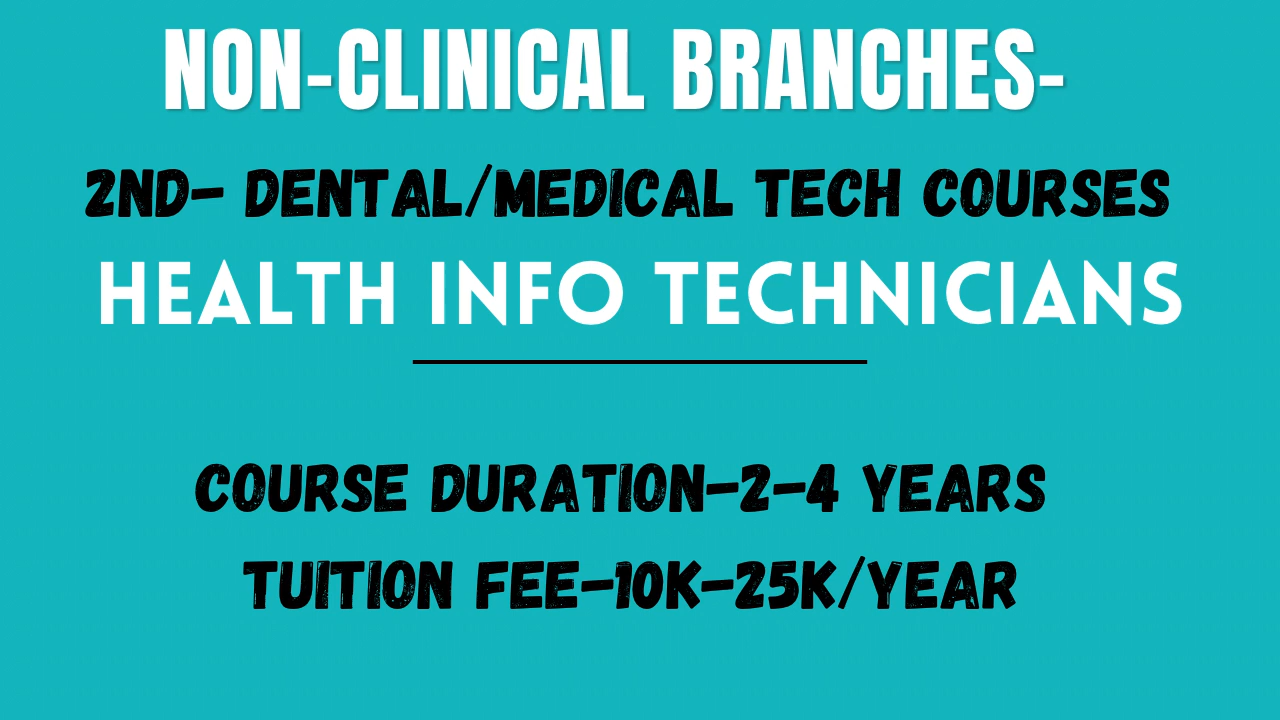 NON-CLINICAL BRANCHES-
2ND- DENTAL/MEDICAL TECH COURSES
HEALTH INFO TECHNICIANS
COURSE DURATION-2-4 YEARS
TUITION FEE-10K-25K/YEAR